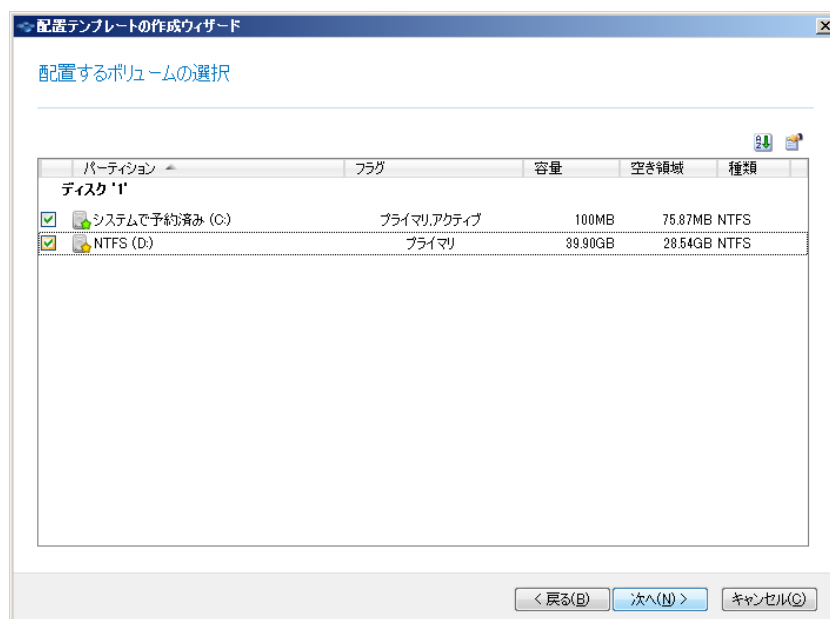 配置テンプレートの作成ウィザード
配置するボリュームの選択
パーティション フラグ 容量 空き領域 種類
ディスク '1'
システムで予約済み (C:) プライマリ,アクティブ 100MB 75.87MB NTFS
NTFS (D:) プライマリ 39.90GB 28.54GB NTFS
< 戻る(B) 次へ(N) > キャンセル(C)